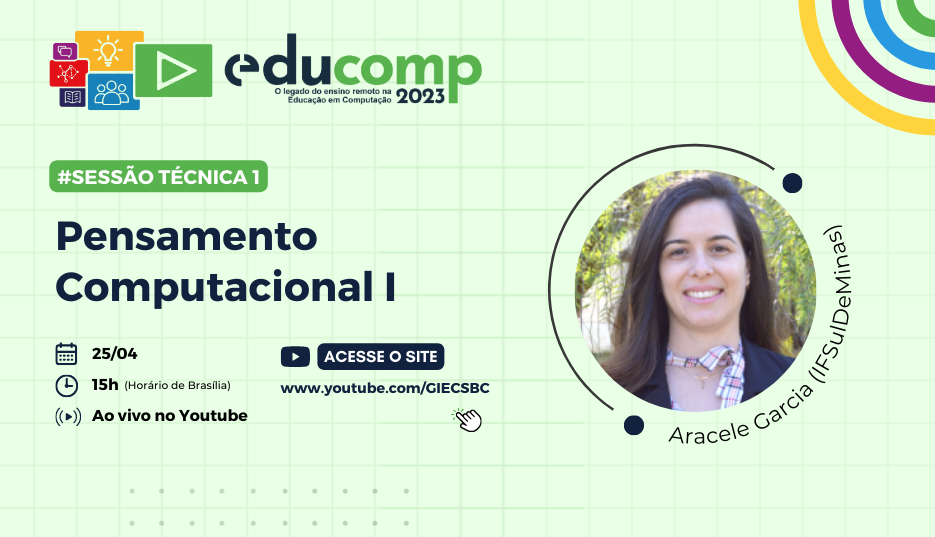 educomp
O legado do ensino remoto na
Educação em Computação 2023
#SESSÃO TÉCNICA 1
Pensamento
Computacional I
25/04
15h (Horário de Brasília)
Ao vivo no Youtube
ACESSE O SITE
www.youtube.com/GIECSBC
Aracele Garcia (IFSulDeMinas)